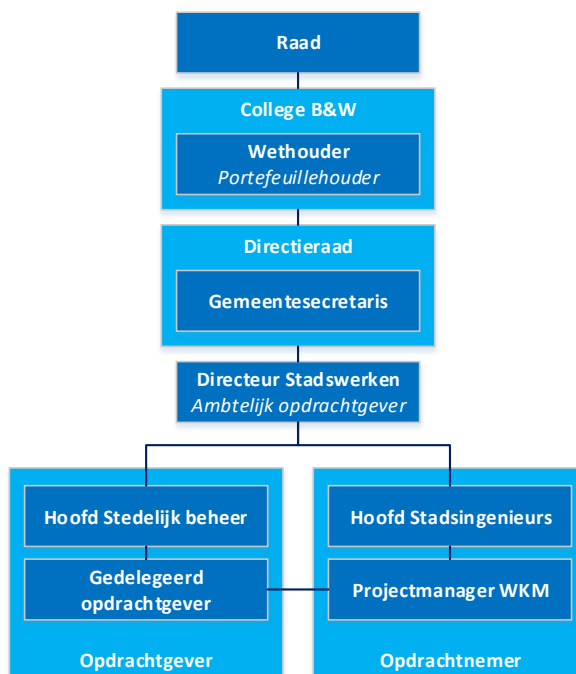 Raad
College B&W
Wethouder
Portefeuillehouder
Directieraad
Gemeentesecretaris
Directeur Stadswerken
Ambtelijk opdrachtgever
Hoofd Stedelijk beheer
Gedelegeerd
opdrachtgever
Opdrachtgever
Hoofd Stadsingenieurs
Projectmanager WKM
Opdrachtnemer